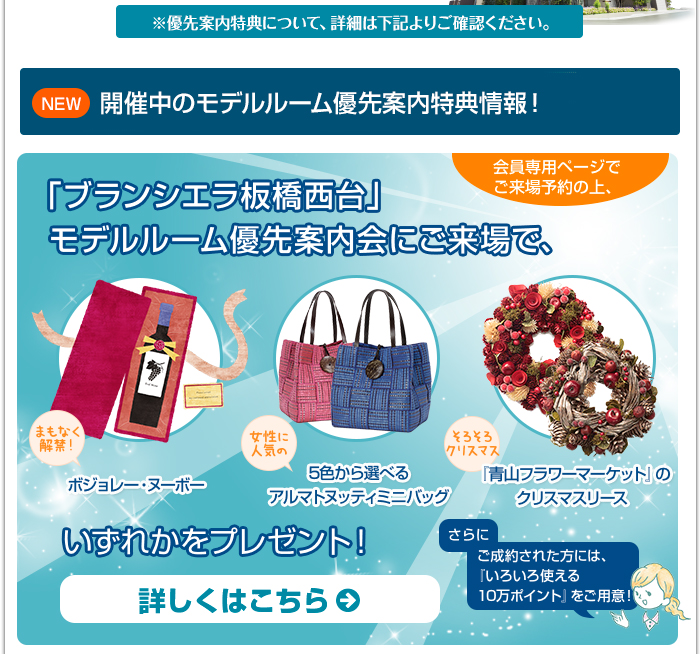 ※優先案内特典について、詳細は下記よりご確認ください。
NEW 開催中のモデルルーム優先案内特典情報！
会員専用ページで
ご来場予約の上、
「ブランシエラ板橋西台」
モデルルーム優先案内会にご来場で、
まもなく
解禁！
ボジョレー・ヌーボー
女性に
人気の
5色から選べる
アルマトヌッティミニバッグ
そろそろ
クリスマス
『青山フラワーマーケット』の
クリスマスリース
いずれかをプレゼント！
さらに
ご成約された方には、
『いろいろ使える
10万ポイント』をご用意！
詳しくはこちら